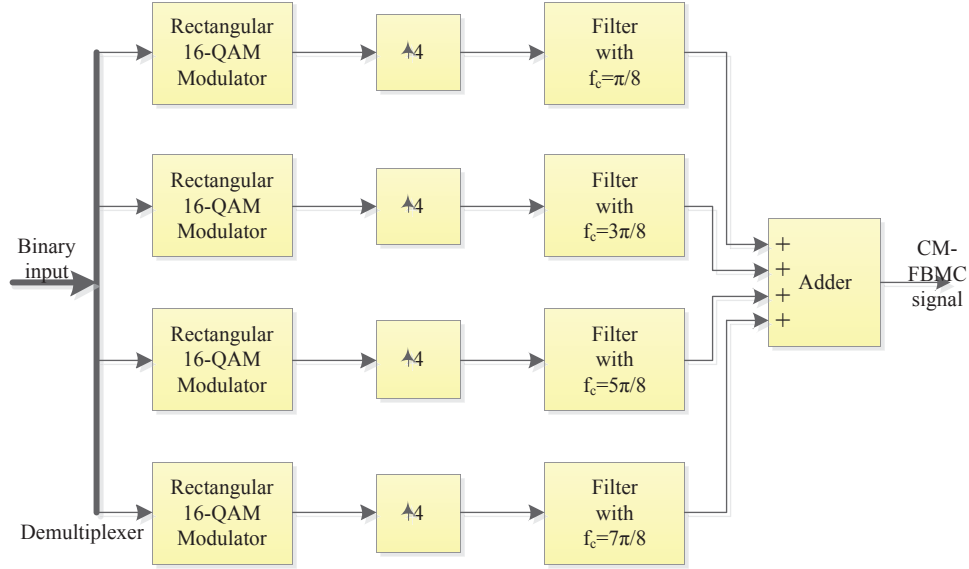 Rectangular
16-QAM
Modulator
4
Filter
with
fc=π/8
Rectangular
16-QAM
Modulator
4
Filter
with
fc=3π/8
Binary
input
+
+
+
+
Adder
CM-
FBMC
signal
Rectangular
16-QAM
Modulator
4
Filter
with
fc=5π/8
Rectangular
16-QAM
Modulator
4
Filter
with
fc=7π/8
Demultiplexer